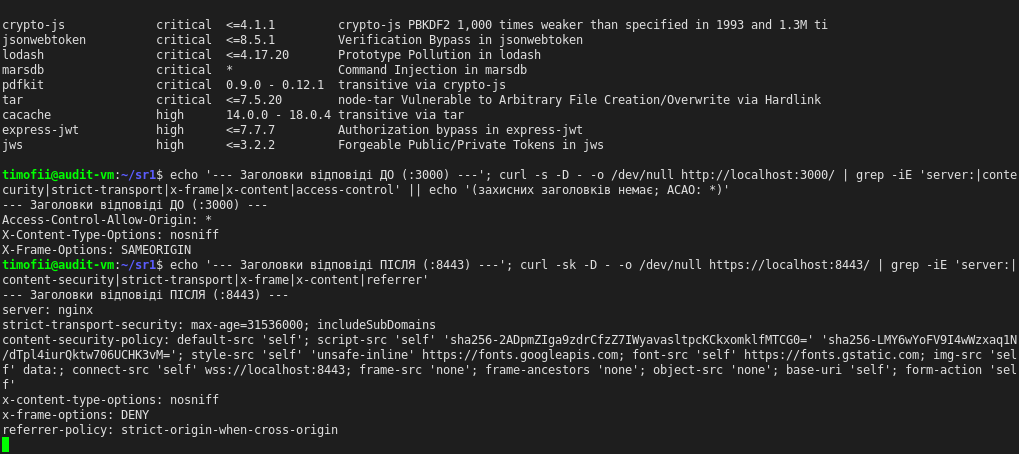 crypto-js             critical  <=4.1.1         crypto-js PBKDF2 1,000 times weaker than specified in 1993 and 1.3M ti
jsonwebtoken          critical  <=8.5.1         Verification Bypass in jsonwebtoken
lodash                critical  <=4.17.20       Prototype Pollution in lodash
marsdb                critical  *               Command Injection in marsdb
pdfkit                critical  0.9.0 - 0.12.1  transitive via crypto-js
tar                   critical  <=7.5.20        node-tar Vulnerable to Arbitrary File Creation/Overwrite via Hardlink
cacache               high      14.0.0 - 18.0.4 transitive via tar
express-jwt           high      <=7.7.7         Authorization bypass in express-jwt
jws                   high      <=3.2.2         Forgeable Public/Private Tokens in jws
timofii@audit-vm:~/sr1$ echo '--- Заголовки відповіді ДО (:3000) ---'; curl -s -D - -o /dev/null http://localhost:3000/ | grep -iE 'server:|conte
curity|strict-transport|x-frame|x-content|access-control' || echo '(захисних заголовків немає; ACAO: *)'
--- Заголовки відповіді ДО (:3000) ---
Access-Control-Allow-Origin: *
X-Content-Type-Options: nosniff
X-Frame-Options: SAMEORIGIN
timofii@audit-vm:~/sr1$ echo '--- Заголовки відповіді ПІСЛЯ (:8443) ---'; curl -sk -D - -o /dev/null https://localhost:8443/ | grep -iE 'server:|
content-security|strict-transport|x-frame|x-content|referrer'
--- Заголовки відповіді ПІСЛЯ (:8443) ---
server: nginx
strict-transport-security: max-age=31536000; includeSubDomains
content-security-policy: default-src 'self'; script-src 'self' 'sha256-2ADpmZIga9zdrCfzZ7IWyavasltpcKCkxomklfMTCG0=' 'sha256-LMY6wYoFV9I4wWzxaq1N
/dTpl4iurQktw706UCHK3vM='; style-src 'self' 'unsafe-inline' https://fonts.googleapis.com; font-src 'self' https://fonts.gstatic.com; img-src 'sel
f' data:; connect-src 'self' wss://localhost:8443; frame-src 'none'; frame-ancestors 'none'; object-src 'none'; base-uri 'self'; form-action 'sel
f'
x-content-type-options: nosniff
x-frame-options: DENY
referrer-policy: strict-origin-when-cross-origin